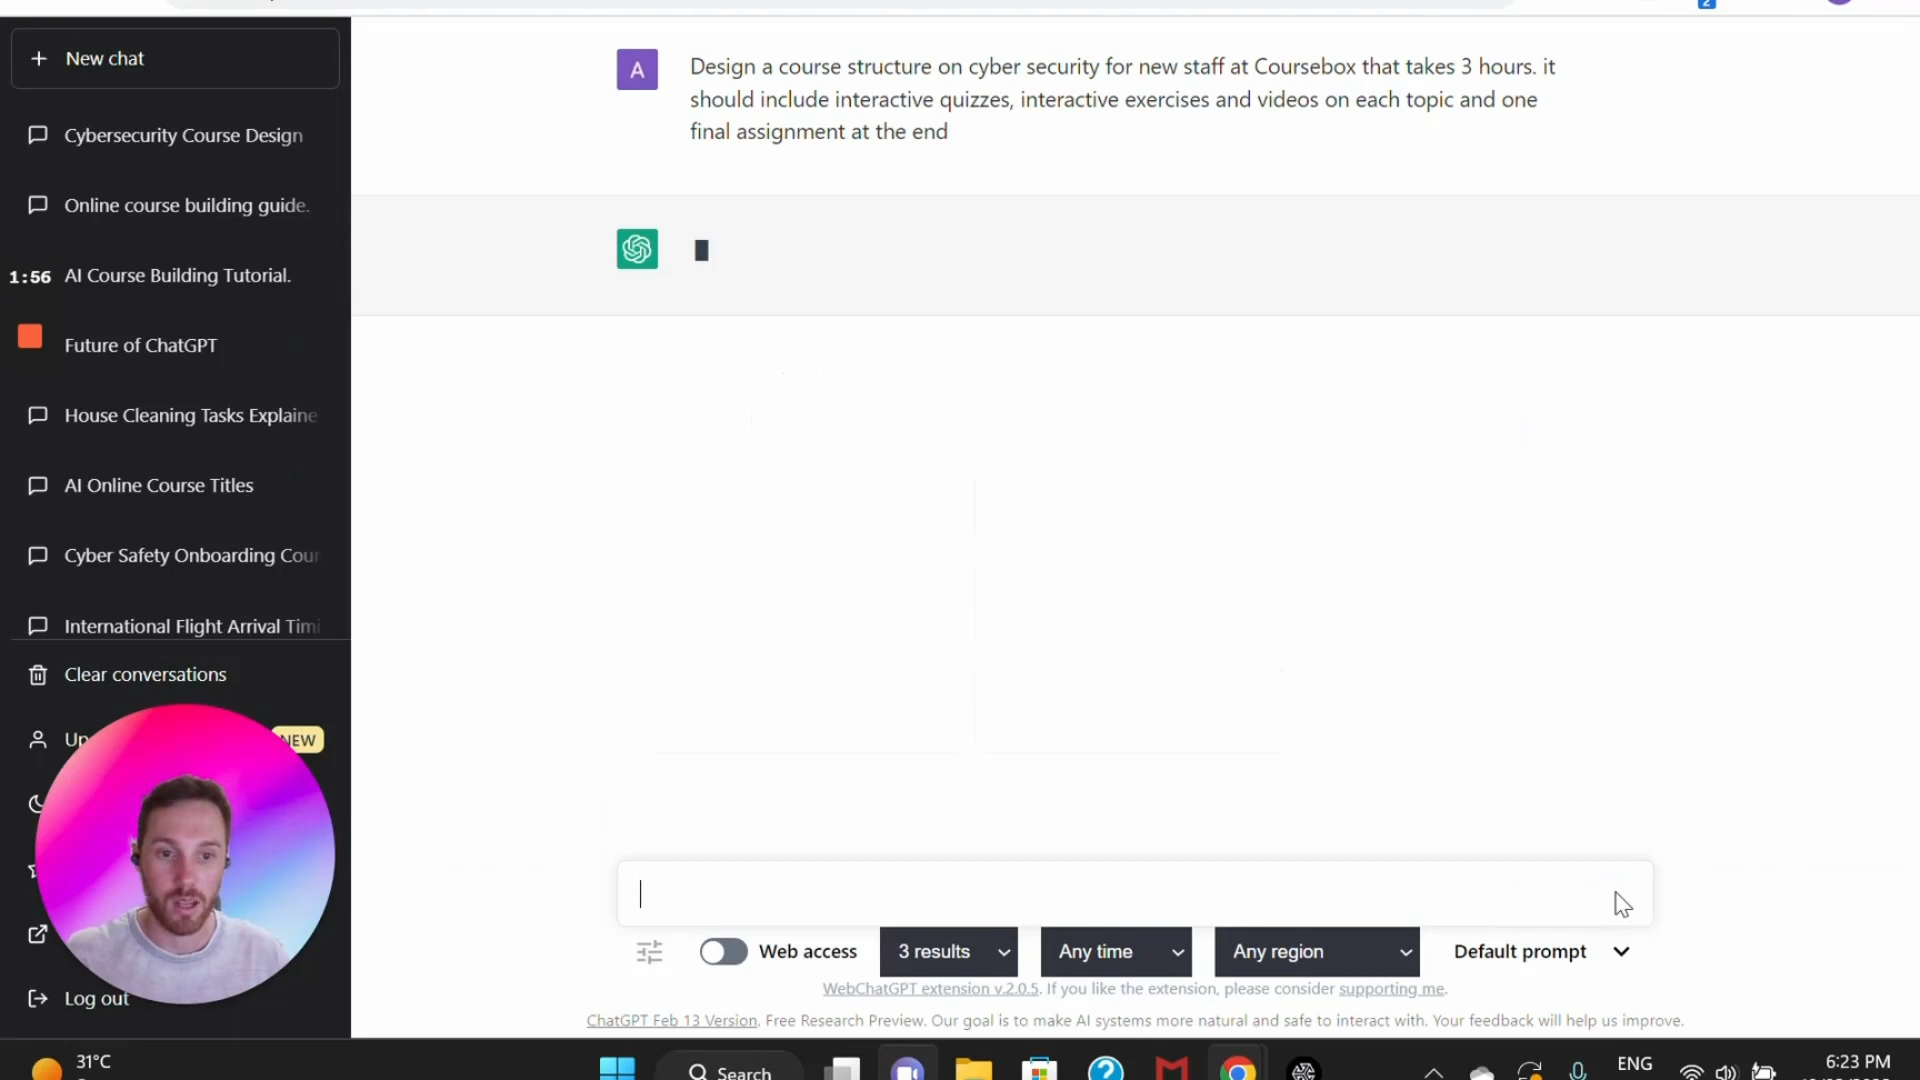 2
New chat
Cybersecurity Course Design
Online course building guide.
1:56
AI Course Building Tutorial.
Future of ChatGPT
House Cleaning Tasks Explaine
AI Online Course Titles
Cyber Safety Onboarding Cour
International Flight Arrival Timi
Clear conversations
Up
NEW
Log out
A
Design a course structure on cyber security for new staff at Coursebox that takes 3 hours. it
should include interactive quizzes, interactive exercises and videos on each topic and one
final assignment at the end
Web access
3 results
Any time
Any region
Default prompt
WebChatGPT extension v.2.0.5. If you like the extension, please consider supporting me.
ChatGPT Feb 13 Version. Free Research Preview. Our goal is to make AI systems more natural and safe to interact with. Your feedback will help us improve.
31°C
Search
ENG
6:23 PM